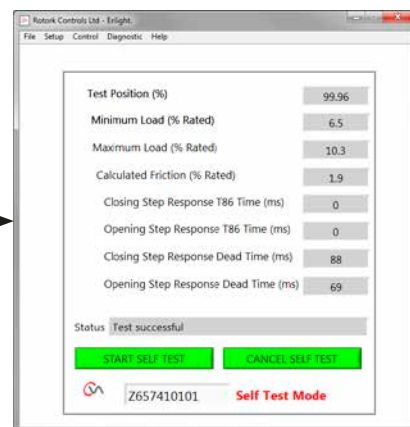 Rotork Controls Ltd - Enlight.
File Setup Control Diagnostic Help
Test Position (%) 99.96
Minimum Load (% Rated) 6.5
Maximum Load (% Rated) 10.3
Calculated Friction (% Rated) 1.9
Closing Step Response T86 Time (ms) 0
Opening Step Response T86 Time (ms) 0
Closing Step Response Dead Time (ms) 88
Opening Step Response Dead Time (ms) 69
Status Test successful
START SELF TEST CANCEL SELF TEST
Z657410101 Self Test Mode